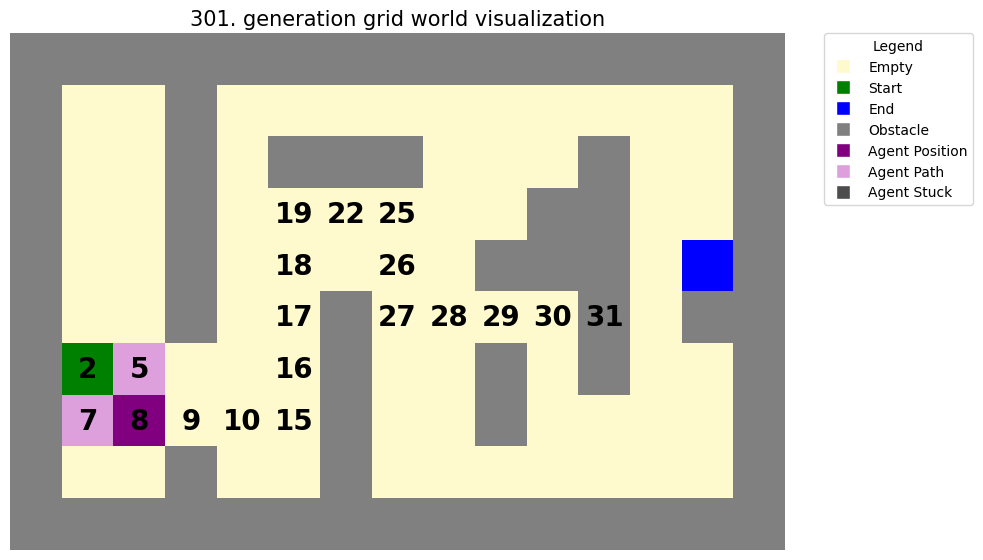 301. generation grid world visualization
Legend
Empty
Start
End
Obstacle
Agent Position
Agent Path
Agent Stuck
19 22 25
18 26
17 27 28 29 30 31
2 5 16
7 8 9 10 15